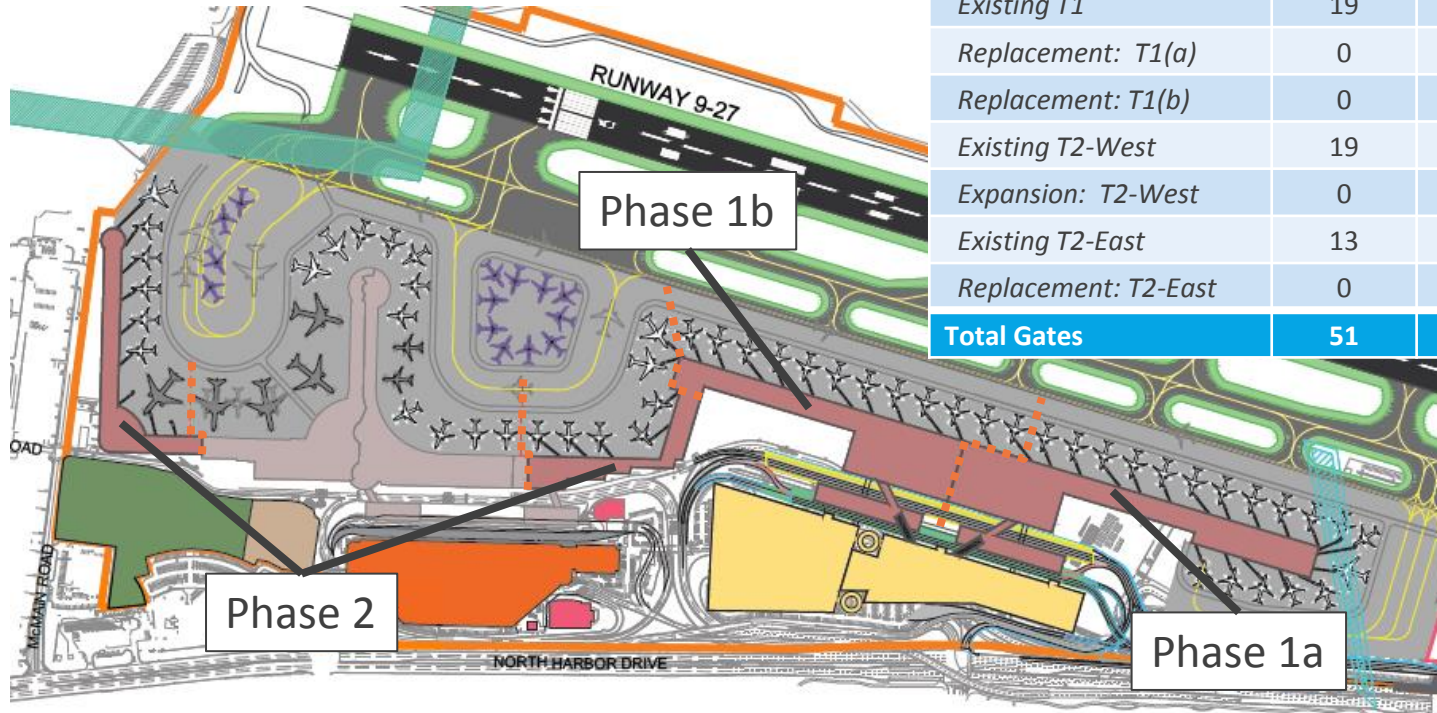 Existing T1 19
Replacement: T1(a) 0
Replacement: T1(b) 0
Existing T2-West 19
Expansion: T2-West 0
Existing T2-East 13
Replacement: T2-East 0
Total Gates 51
RUNWAY 9-27
Phase 1b
OAD
McMAIN ROAD
Phase 2
NORTH HARBOR DRIVE
Phase 1a